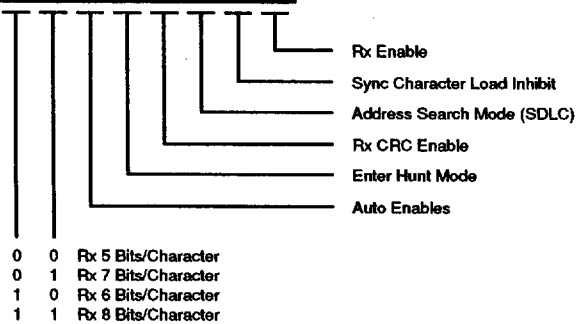 Rx Enable
Sync Character Load Inhibit
Address Search Mode (SDLC)
Rx CRC Enable
Enter Hunt Mode
Auto Enables
0 0 Rx 5 Bits/Character
0 1 Rx 7 Bits/Character
1 0 Rx 6 Bits/Character
1 1 Rx 8 Bits/Character